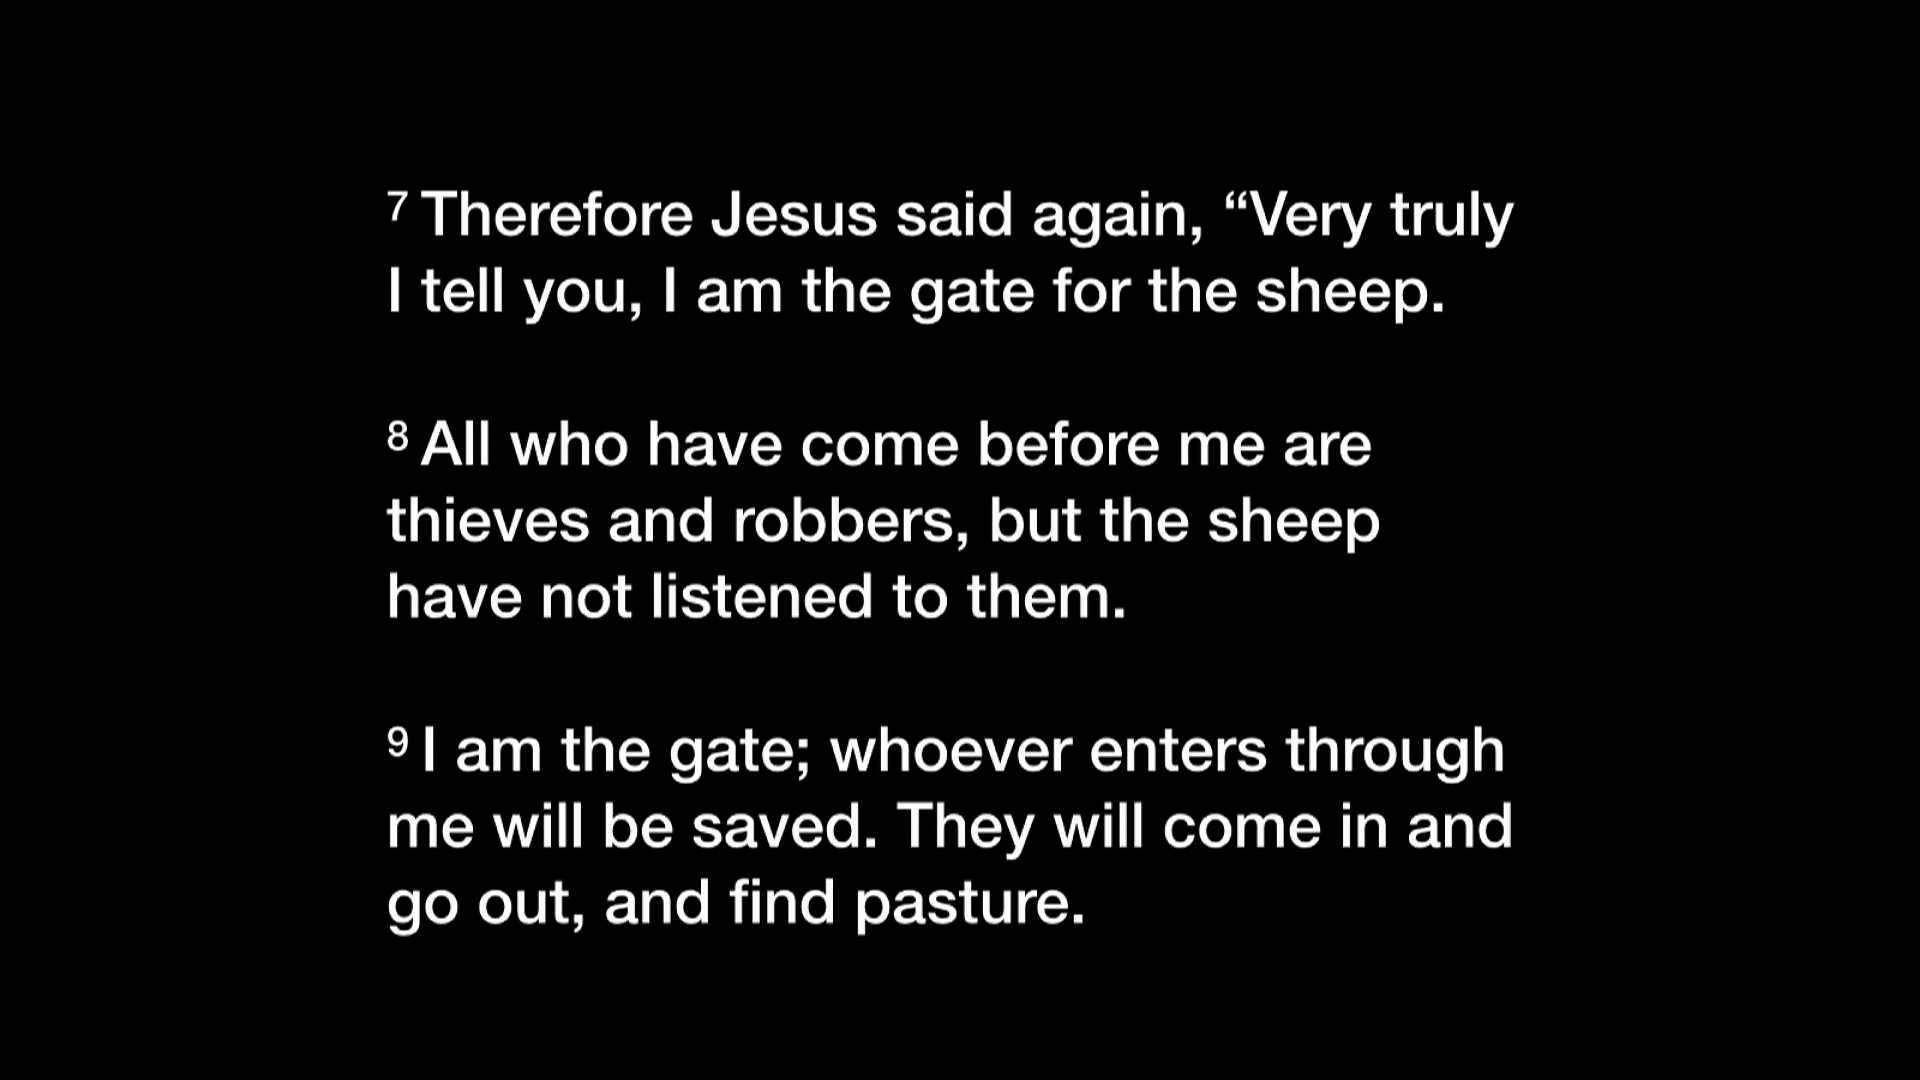 7 Therefore Jesus said again, “Very truly
I tell you, I am the gate for the sheep.
8 All who have come before me are
thieves and robbers, but the sheep
have not listened to them.
9 I am the gate; whoever enters through
me will be saved. They will come in and
go out, and find pasture.